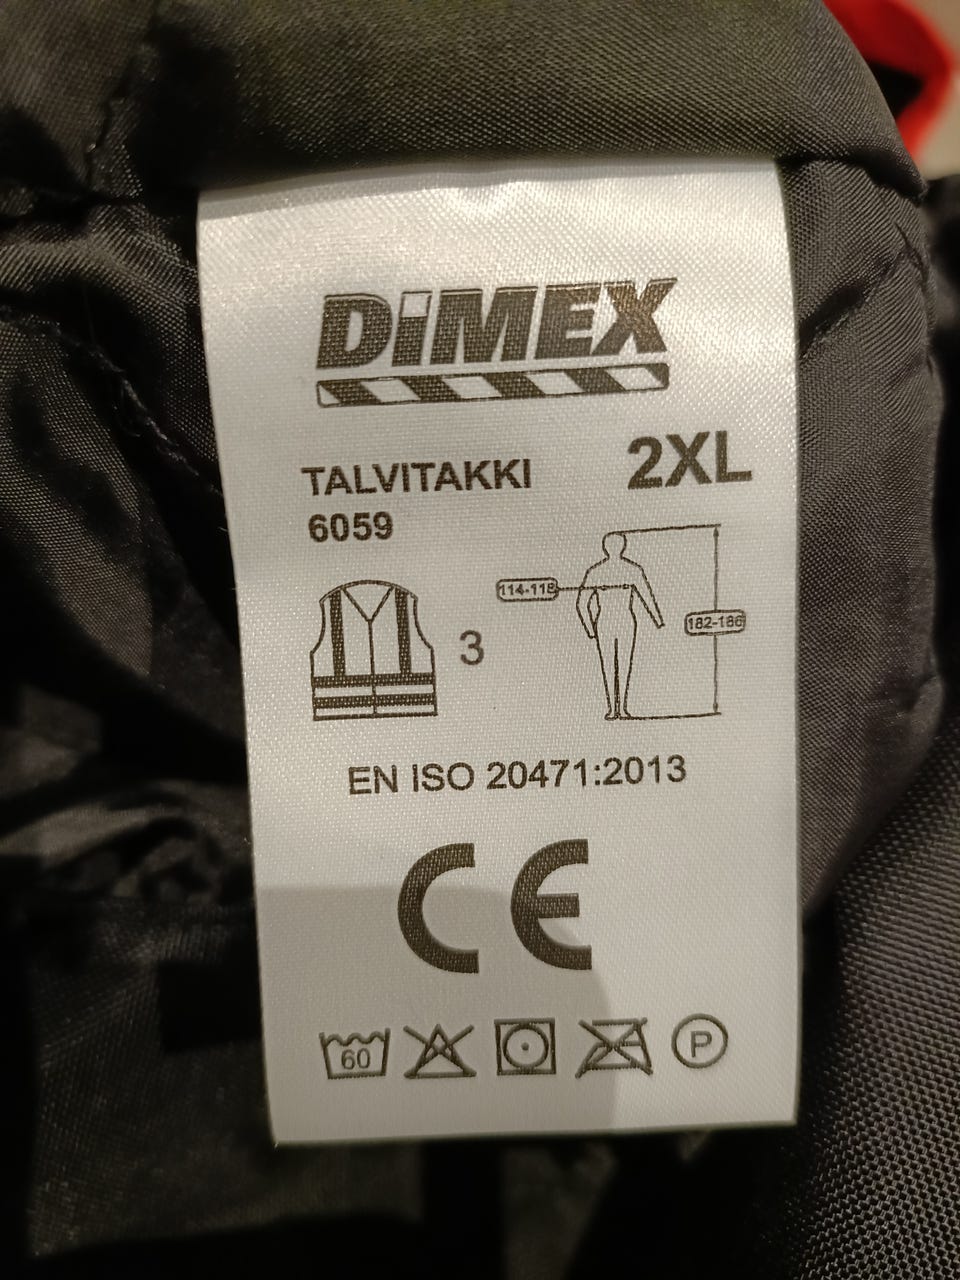 DiMEX
TALVITAKKI 2XL
6059
114-118
3
182-186
EN ISO 20471:2013
CE
60
P